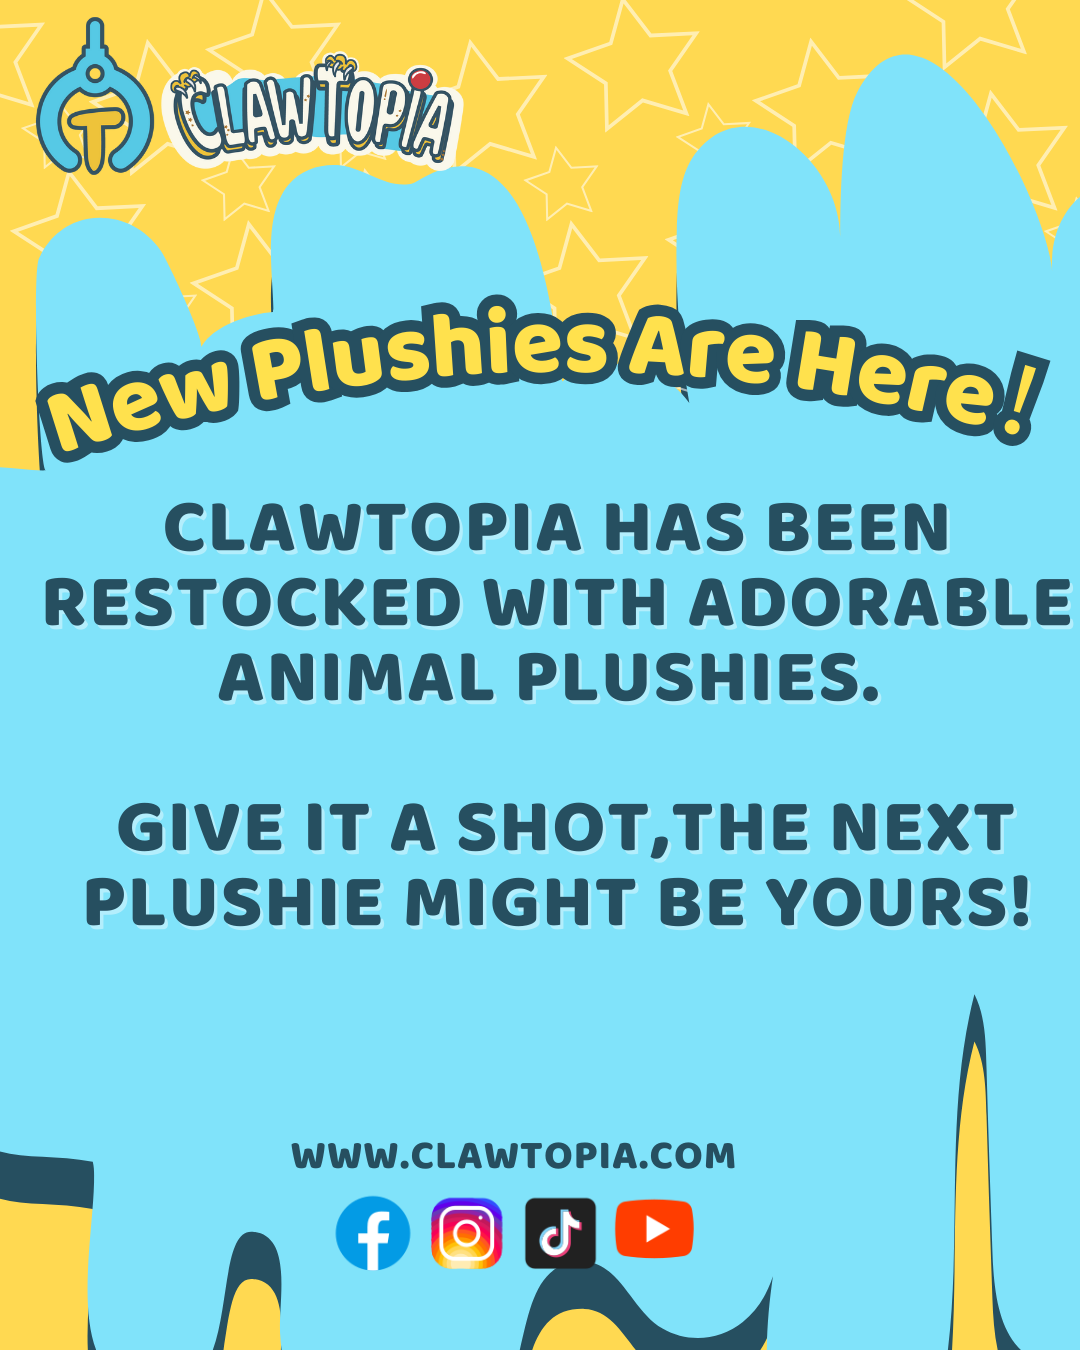 CLAWTOPIA
New Plushies Are Here!
CLAWTOPIA HAS BEEN
RESTOCKED WITH ADORABLE
ANIMAL PLUSHIES.
GIVE IT A SHOT,THE NEXT
PLUSHIE MIGHT BE YOURS!
WWW.CLAWTOPIA.COM